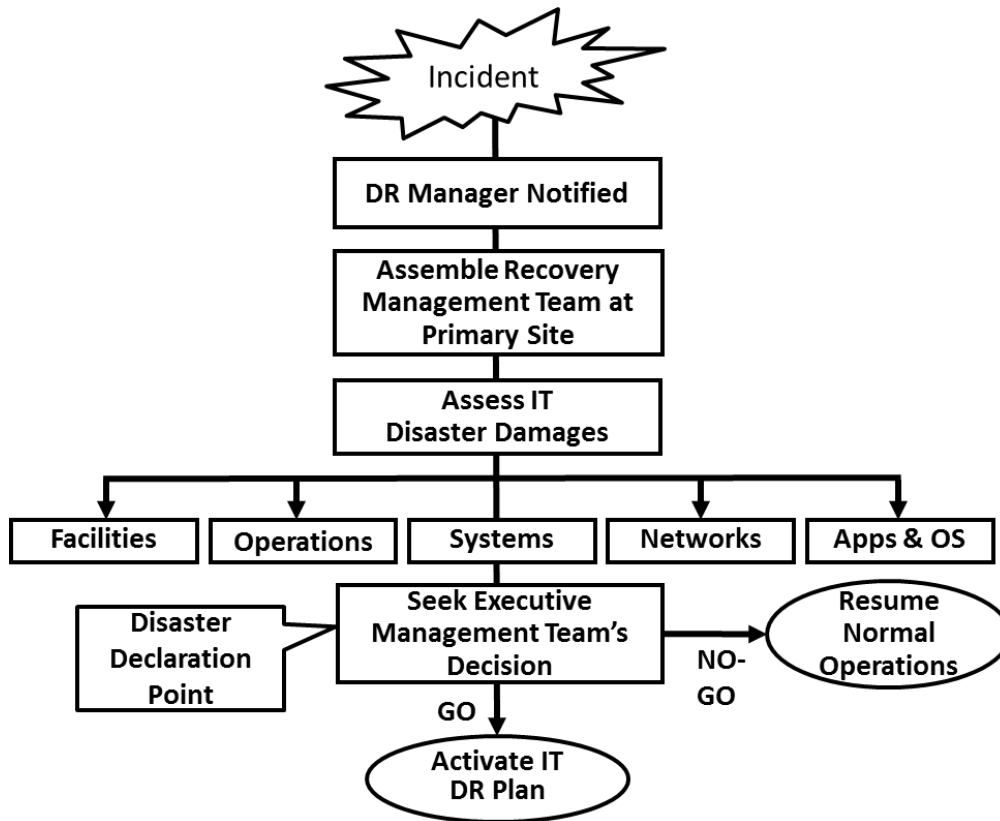 Incident
DR Manager Notified
Assemble Recovery
Management Team at
Primary Site
Assess IT
Disaster Damages
Facilities
Operations
Systems
Networks
Apps & OS
Disaster
Declaration
Point
Seek Executive
Management Team’s
Decision
NO-
GO
Resume
Normal
Operations
GO
Activate IT
DR Plan